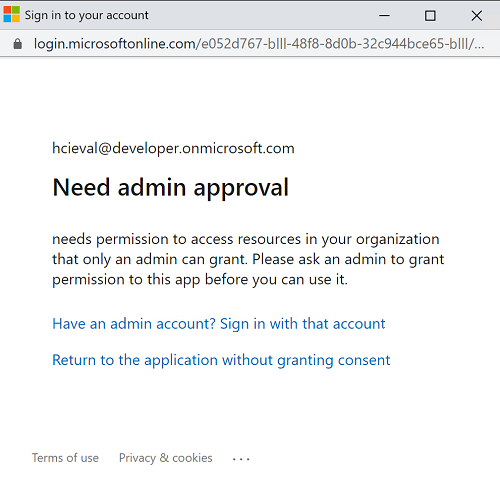 Sign in to your account
login.microsoftonline.com/e052d767-blll-48f8-8d0b-32c944bce65-blll/...
hcieval@developer.onmicrosoft.com
Need admin approval
needs permission to access resources in your organization
that only an admin can grant. Please ask an admin to grant
permission to this app before you can use it.
Have an admin account? Sign in with that account
Return to the application without granting consent
Terms of use Privacy & cookies ...